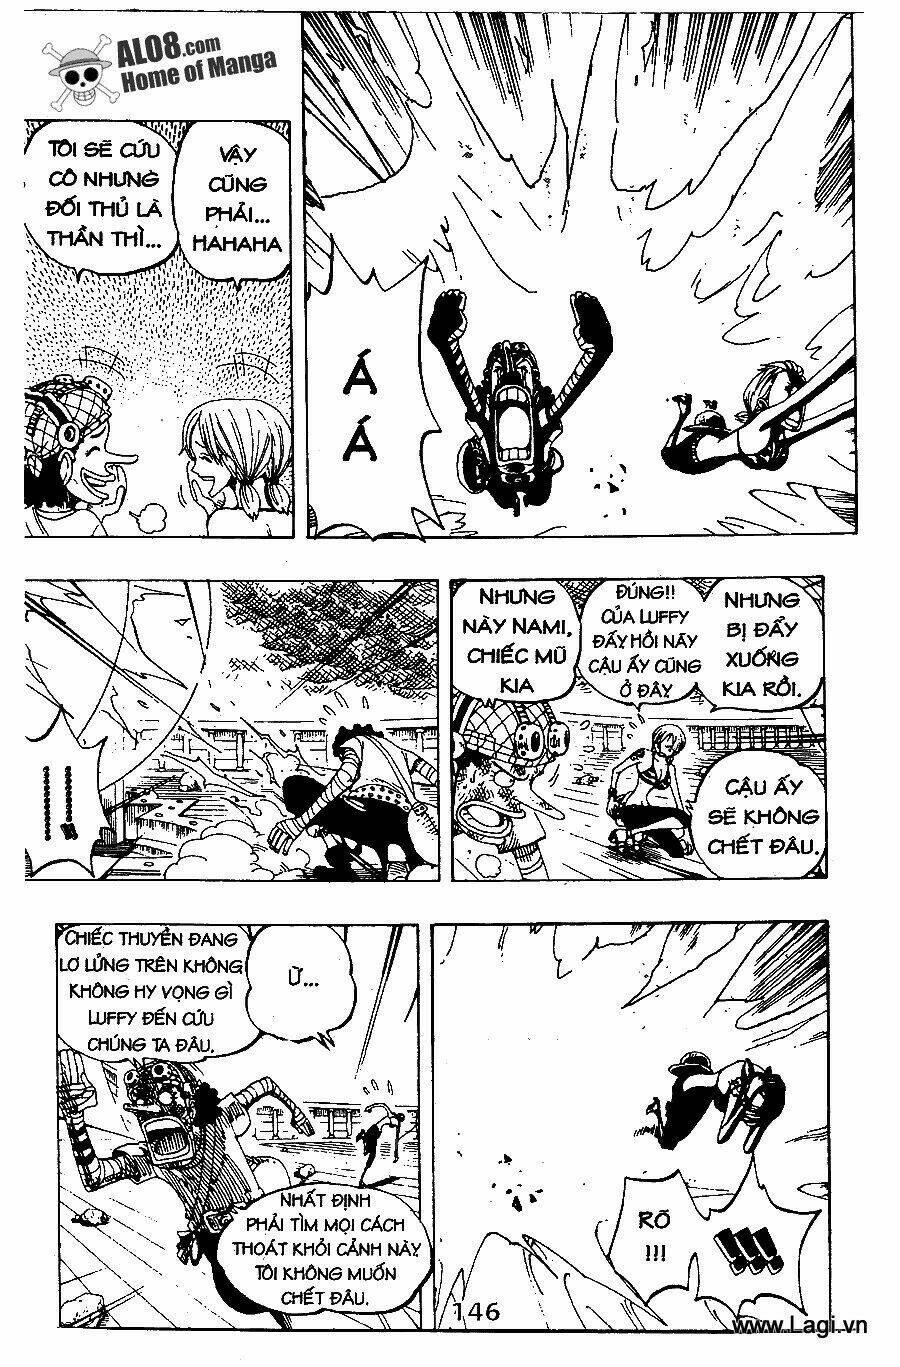 ALO8.com
Home of Manga
Á
Á
VẬY
CŨNG
PHẢI...
HAHAHA
TÔI SẼ CỨU
CÔ NHƯNG
ĐỐI THỦ LÀ
THẦN THÌ...
NHƯNG
BỊ ĐẨY
XUỐNG
KIA RỒI.
ĐÚNG!!
CỦA LUFFY
ĐẤY HỒI NÃY
CẬU ẤY CŨNG
Ở ĐÂY
NHƯNG
NÀY NAMI,
CHIẾC MŨ
KIA
CẬU ẤY
SẼ KHÔNG
CHẾT ĐÂU.
RÕ
!!!
Ừ...
CHIẾC THUYỀN ĐANG
LƠ LỬNG TRÊN KHÔNG
KHÔNG HY VỌNG GÌ
LUFFY ĐẾN CỨU
CHÚNG TA ĐÂU.
NHẤT ĐỊNH
PHẢI TÌM MỌI CÁCH
THOÁT KHỎI CẢNH NÀY
TÔI KHÔNG MUỐN
CHẾT ĐÂU.
146
www.Lagi.vn